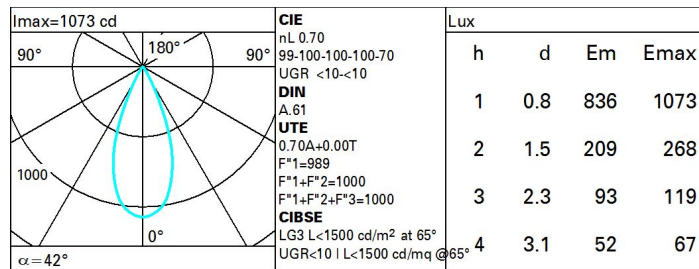 Imax=1073 cd
90° 180° 90°
1000
0°
α=42°
CIE
nL 0.70
99-100-100-100-70
UGR <10-<10
DIN
A.61
UTE
0.70A+0.00T
F"1=989
F"1+F"2=1000
F"1+F"2+F"3=1000
CIBSE
LG3 L<1500 cd/m² at 65°
UGR<10 | L<1500 cd/mq @65°
Lux
h d Em Emax
1 0.8 836 1073
2 1.5 209 268
3 2.3 93 119
4 3.1 52 67